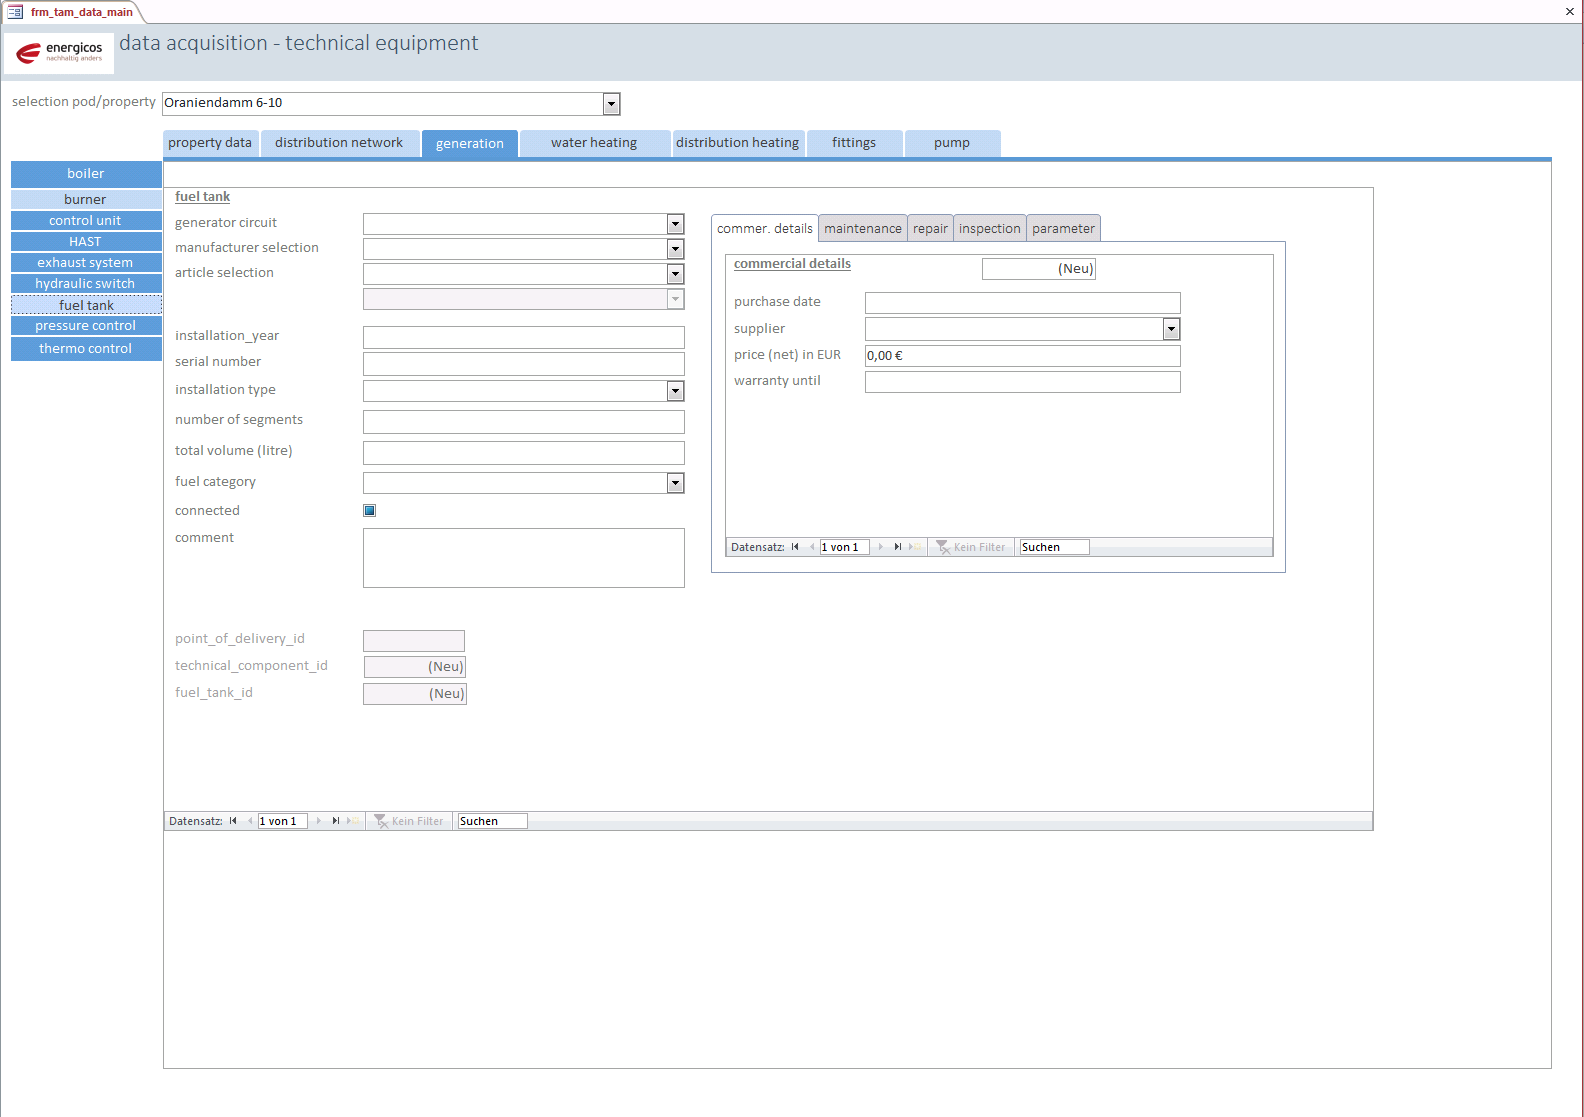 frm_tam_data_main
energicos
nachhaltig anders
data acquisition - technical equipment
selection pod/property
Oraniendamm 6-10
property data
distribution network
generation
water heating
distribution heating
fittings
pump
boiler
burner
control unit
HAST
exhaust system
hydraulic switch
fuel tank
pressure control
thermo control
fuel tank
generator circuit
manufacturer selection
article selection
installation_year
serial number
installation type
number of segments
total volume (litre)
fuel category
connected
comment
point_of_delivery_id
technical_component_id (Neu)
fuel_tank_id (Neu)
commer. details
maintenance
repair
inspection
parameter
commercial details (Neu)
purchase date
supplier
price (net) in EUR 0,00 €
warranty until
Datensatz: 1 von 1 Kein Filter Suchen
Datensatz: 1 von 1 Kein Filter Suchen